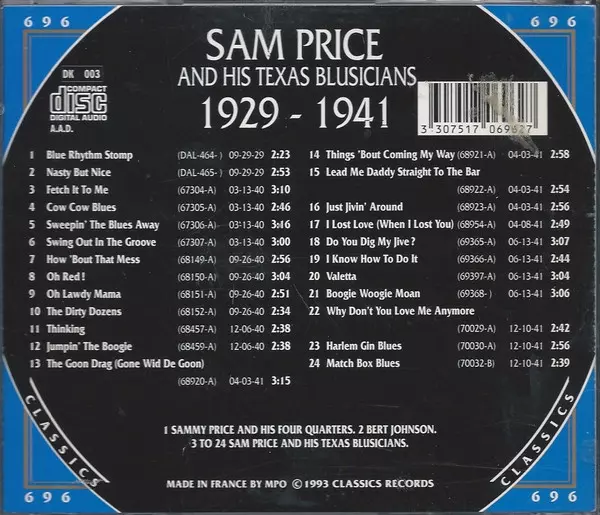 696 696
SAM PRICE
AND HIS TEXAS BLUSICIANS
1929 - 1941
DK 003
COMPACT
disc
DIGITAL AUDIO
A.A.D.
3 307517 069627
1 Blue Rhythm Stomp (DAL-464- ) 09-29-29 2:23
2 Nasty But Nice (DAL-465- ) 09-29-29 2:53
3 Fetch It To Me (67304-A) 03-13-40 3:10
4 Cow Cow Blues (67305-A) 03-13-40 2:46
5 Sweepin' The Blues Away (67306-A) 03-13-40 3:16
6 Swing Out In The Groove (67307-A) 03-13-40 3:00
7 How 'Bout That Mess (68149-A) 09-26-40 2:56
8 Oh Red ! (68150-A) 09-26-40 3:04
9 Oh Lawdy Mama (68151-A) 09-26-40 2:51
10 The Dirty Dozens (68152-A) 09-26-40 2:34
11 Thinking (68457-A) 12-06-40 2:38
12 Jumpin' The Boogie (68459-A) 12-06-40 2:38
13 The Goon Drag (Gone Wid De Goon)
(68920-A) 04-03-41 3:15
14 Things 'Bout Coming My Way (68921-A) 04-03-41 2:58
15 Lead Me Daddy Straight To The Bar
(68922-A) 04-03-41 2:54
16 Just Jivin' Around (68923-A) 04-03-41 2:56
17 I Lost Love (When I Lost You) (68954-A) 04-08-41 2:49
18 Do You Dig My Jive ? (69365-A) 06-13-41 3:07
19 I Know How To Do It (69366-A) 06-13-41 2:44
20 Valetta (69397-A) 06-13-41 3:04
21 Boogie Woogie Moan (69368- ) 06-13-41 3:06
22 Why Don't You Love Me Anymore
(70029-A) 12-10-41 2:42
23 Harlem Gin Blues (70030-A) 12-10-41 2:56
24 Match Box Blues (70032-B) 12-10-41 2:39
1 SAMMY PRICE AND HIS FOUR QUARTERS. 2 BERT JOHNSON.
3 TO 24 SAM PRICE AND HIS TEXAS BLUSICIANS.
CLASSICS CLASSICS
MADE IN FRANCE BY MPO © 1993 CLASSICS RECORDS
696 696